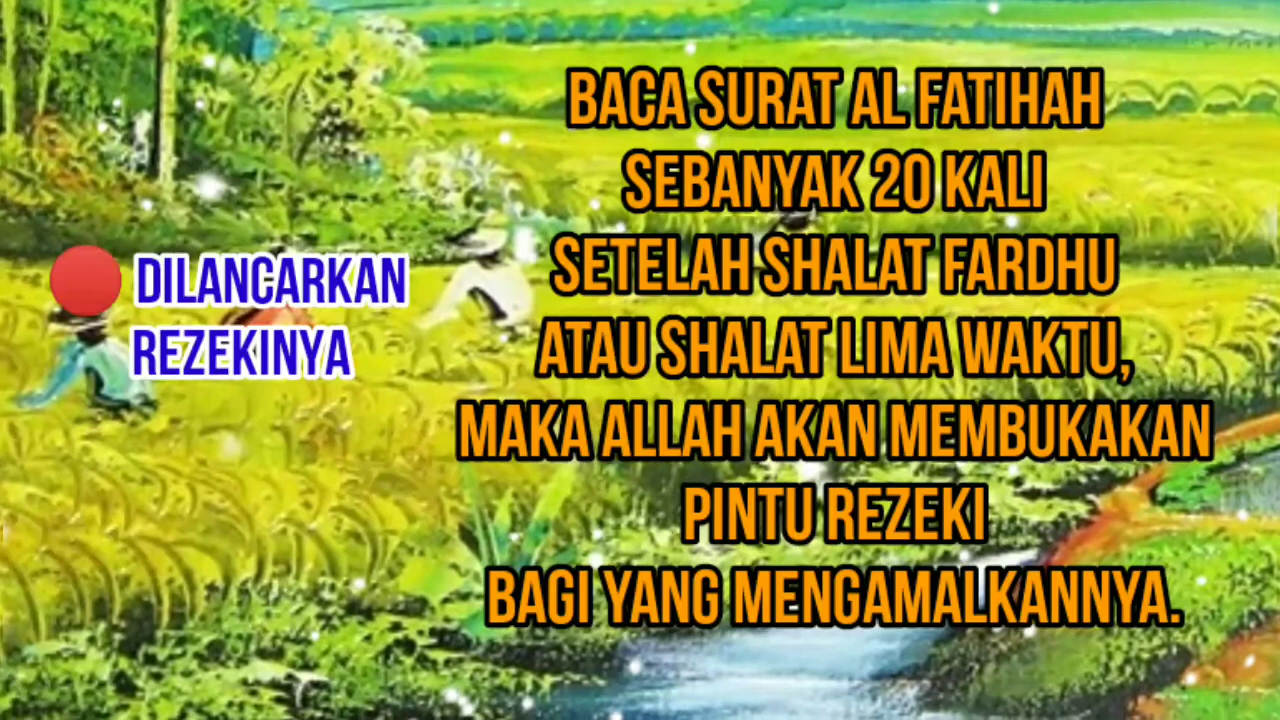 DILANCARKAN
REZEKINYA
BACA SURAT AL FATIHAH
SEBANYAK 20 KALI
SETELAH SHALAT FARDHU
ATAU SHALAT LIMA WAKTU,
MAKA ALLAH AKAN MEMBUKAKAN
PINTU REZEKI
BAGI YANG MENGAMALKANNYA.